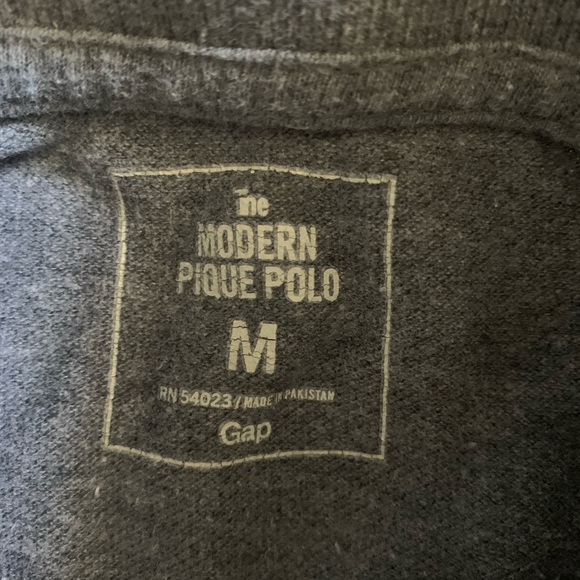 The
MODERN
PIQUE POLO
M
RN 54023 / MADE IN PAKISTAN
Gap